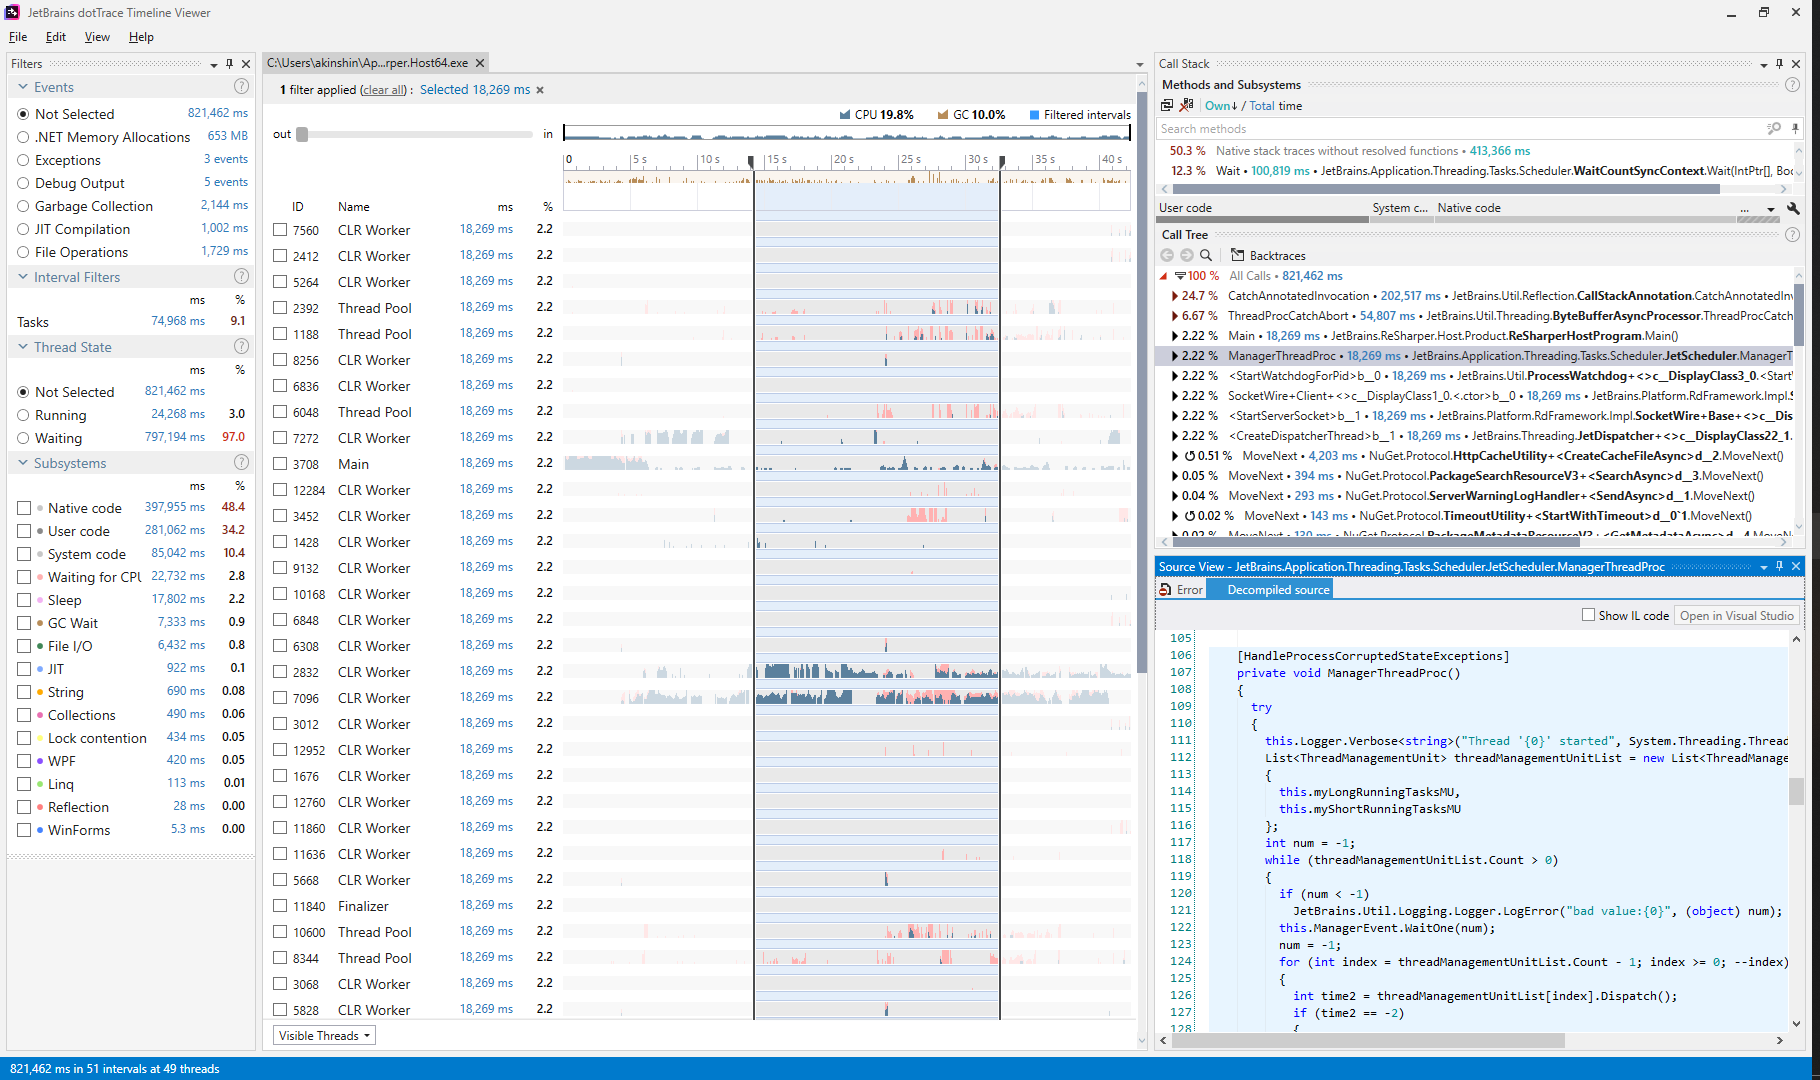 JetBrains dotTrace Timeline Viewer
File Edit View Help
Filters
Events
Not Selected 821,462 ms
.NET Memory Allocations 653 MB
Exceptions 3 events
Debug Output 5 events
Garbage Collection 2,144 ms
JIT Compilation 1,002 ms
File Operations 1,729 ms
Interval Filters
ms %
Tasks 74,968 ms 9.1
Thread State
ms %
Not Selected 821,462 ms
Running 24,268 ms 3.0
Waiting 797,194 ms 97.0
Subsystems
ms %
Native code 397,955 ms 48.4
User code 281,062 ms 34.2
System code 85,042 ms 10.4
Waiting for CPU 22,732 ms 2.8
Sleep 17,802 ms 2.2
GC Wait 7,333 ms 0.9
File I/O 6,432 ms 0.8
JIT 922 ms 0.1
String 690 ms 0.08
Collections 490 ms 0.06
Lock contention 434 ms 0.05
WPF 420 ms 0.05
Linq 113 ms 0.01
Reflection 28 ms 0.00
WinForms 5.3 ms 0.00
C:\Users\akinshin\Ap...rper.Host64.exe
1 filter applied (clear all) : Selected 18,269 ms ×
CPU 19.8% GC 10.0% Filtered intervals
out in
0 5 s 10 s 15 s 20 s 25 s 30 s 35 s 40 s
ID Name ms %
7560 CLR Worker 18,269 ms 2.2
2412 CLR Worker 18,269 ms 2.2
5264 CLR Worker 18,269 ms 2.2
2392 Thread Pool 18,269 ms 2.2
1188 Thread Pool 18,269 ms 2.2
8256 CLR Worker 18,269 ms 2.2
6836 CLR Worker 18,269 ms 2.2
6048 Thread Pool 18,269 ms 2.2
7272 CLR Worker 18,269 ms 2.2
3708 Main 18,269 ms 2.2
12284 CLR Worker 18,269 ms 2.2
3452 CLR Worker 18,269 ms 2.2
1428 CLR Worker 18,269 ms 2.2
9132 CLR Worker 18,269 ms 2.2
10168 CLR Worker 18,269 ms 2.2
6848 CLR Worker 18,269 ms 2.2
6308 CLR Worker 18,269 ms 2.2
2832 CLR Worker 18,269 ms 2.2
7096 CLR Worker 18,269 ms 2.2
3012 CLR Worker 18,269 ms 2.2
12952 CLR Worker 18,269 ms 2.2
1676 CLR Worker 18,269 ms 2.2
12760 CLR Worker 18,269 ms 2.2
11860 CLR Worker 18,269 ms 2.2
11636 CLR Worker 18,269 ms 2.2
5668 CLR Worker 18,269 ms 2.2
11840 Finalizer 18,269 ms 2.2
10600 Thread Pool 18,269 ms 2.2
8344 Thread Pool 18,269 ms 2.2
3068 CLR Worker 18,269 ms 2.2
5828 CLR Worker 18,269 ms 2.2
Visible Threads
Call Stack
Methods and Subsystems
Own↓ / Total time
Search methods
50.3 % Native stack traces without resolved functions • 413,366 ms
12.3 % Wait • 100,819 ms • JetBrains.Application.Threading.Tasks.Scheduler.WaitCountSyncContext.Wait(IntPtr[], Boo
User code System c... Native code ...
Call Tree
Backtraces
100 % All Calls • 821,462 ms
24.7 % CatchAnnotatedInvocation • 202,517 ms • JetBrains.Util.Reflection.CallStackAnnotation.CatchAnnotatedInv
6.67 % ThreadProcCatchAbort • 54,807 ms • JetBrains.Util.Threading.ByteBufferAsyncProcessor.ThreadProcCatch
2.22 % Main • 18,269 ms • JetBrains.ReSharper.Host.Product.ReSharperHostProgram.Main()
2.22 % ManagerThreadProc • 18,269 ms • JetBrains.Application.Threading.Tasks.Scheduler.JetScheduler.ManagerT
2.22 % <StartWatchdogForPid>b__0 • 18,269 ms • JetBrains.Util.ProcessWatchdog+<>c__DisplayClass3_0.<StartW
2.22 % SocketWire+Client+<>c__DisplayClass1_0.<.ctor>b__0 • 18,269 ms • JetBrains.Platform.RdFramework.Impl.S
2.22 % <StartServerSocket>b__1 • 18,269 ms • JetBrains.Platform.RdFramework.Impl.SocketWire+Base+<>c__Dis
2.22 % <CreateDispatcherThread>b__1 • 18,269 ms • JetBrains.Threading.JetDispatcher+<>c__DisplayClass22_1.
0.51 % MoveNext • 4,203 ms • NuGet.Protocol.HttpCacheUtility+<CreateCacheFileAsync>d__2.MoveNext()
0.05 % MoveNext • 394 ms • NuGet.Protocol.PackageSearchResourceV3+<SearchAsync>d__3.MoveNext()
0.04 % MoveNext • 293 ms • NuGet.Protocol.ServerWarningLogHandler+<SendAsync>d__1.MoveNext()
0.02 % MoveNext • 143 ms • NuGet.Protocol.TimeoutUtility+<StartWithTimeout>d__0`1.MoveNext()
0.02 % MoveNext • 130 ms • NuGet.Protocol.PackageMetadataResourceV3+<GetMetadataAsync>d__4.MoveN
Source View - JetBrains.Application.Threading.Tasks.Scheduler.JetScheduler.ManagerThreadProc
Error Decompiled source
Show IL code Open in Visual Studio
105
106 [HandleProcessCorruptedStateExceptions]
107 private void ManagerThreadProc()
108 {
109 try
110 {
111 this.Logger.Verbose<string>("Thread '{0}' started", System.Threading.Thread
112 List<ThreadManagementUnit> threadManagementUnitList = new List<ThreadManage
113 {
114 this.myLongRunningTasksMU,
115 this.myShortRunningTasksMU
116 };
117 int num = -1;
118 while (threadManagementUnitList.Count > 0)
119 {
120 if (num < -1)
121 JetBrains.Util.Logging.Logger.LogError("bad value:{0}", (object) num);
122 this.ManagerEvent.WaitOne(num);
123 num = -1;
124 for (int index = threadManagementUnitList.Count - 1; index >= 0; --index)
125 {
126 int time2 = threadManagementUnitList[index].Dispatch();
127 if (time2 == -2)
128 {
821,462 ms in 51 intervals at 49 threads